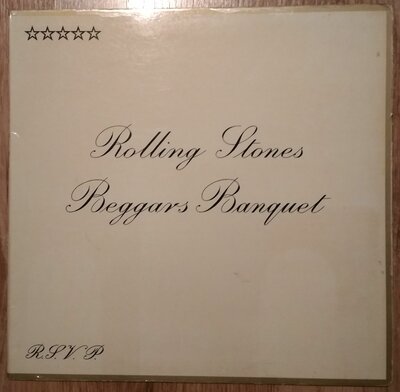 ☆☆☆☆☆
Rolling Stones
Beggars Banquet
R.S.V.P.